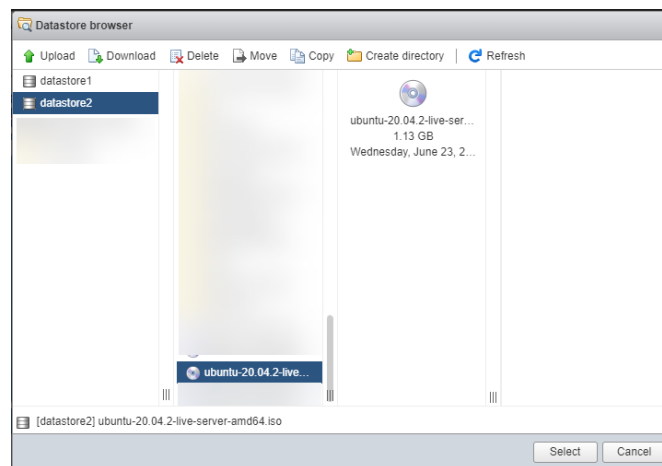 Datastore browser
Upload Download Delete Move Copy Create directory Refresh
datastore1
datastore2
ubuntu-20.04.2-live...
ubuntu-20.04.2-live-ser...
1.13 GB
Wednesday, June 23, 2...
[datastore2] ubuntu-20.04.2-live-server-amd64.iso
Select Cancel